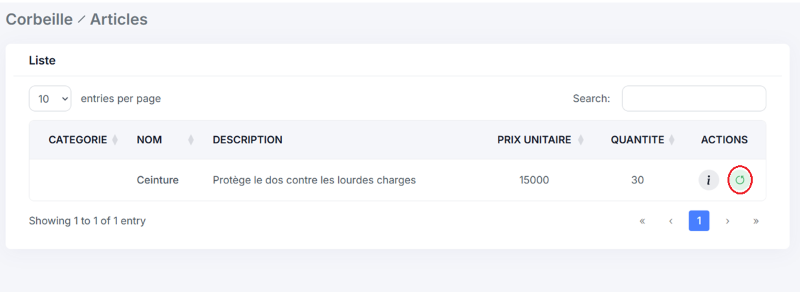 Corbeille / Articles
Liste
10 entries per page Search:
CATEGORIE NOM DESCRIPTION PRIX UNITAIRE QUANTITE ACTIONS
Ceinture Protège le dos contre les lourdes charges 15000 30 i
Showing 1 to 1 of 1 entry « ‹ 1 › »